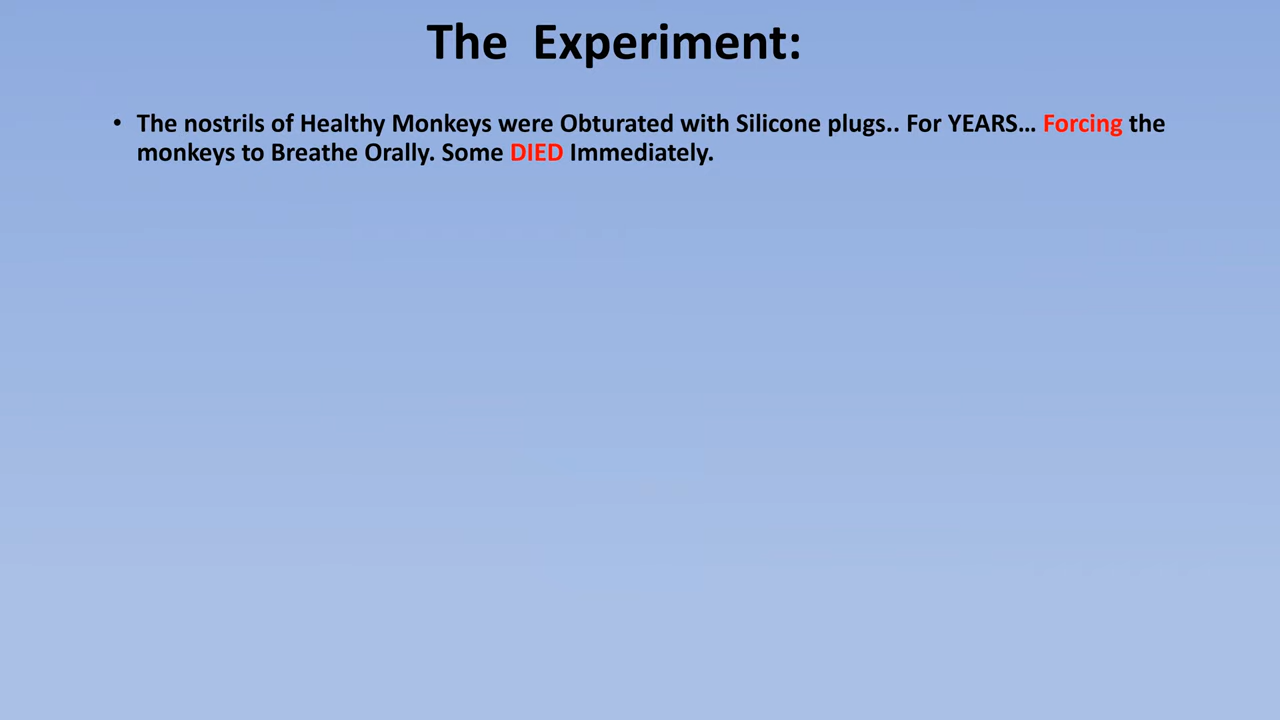 The Experiment:
• The nostrils of Healthy Monkeys were Obturated with Silicone plugs.. For YEARS... Forcing the
monkeys to Breathe Orally. Some DIED Immediately.